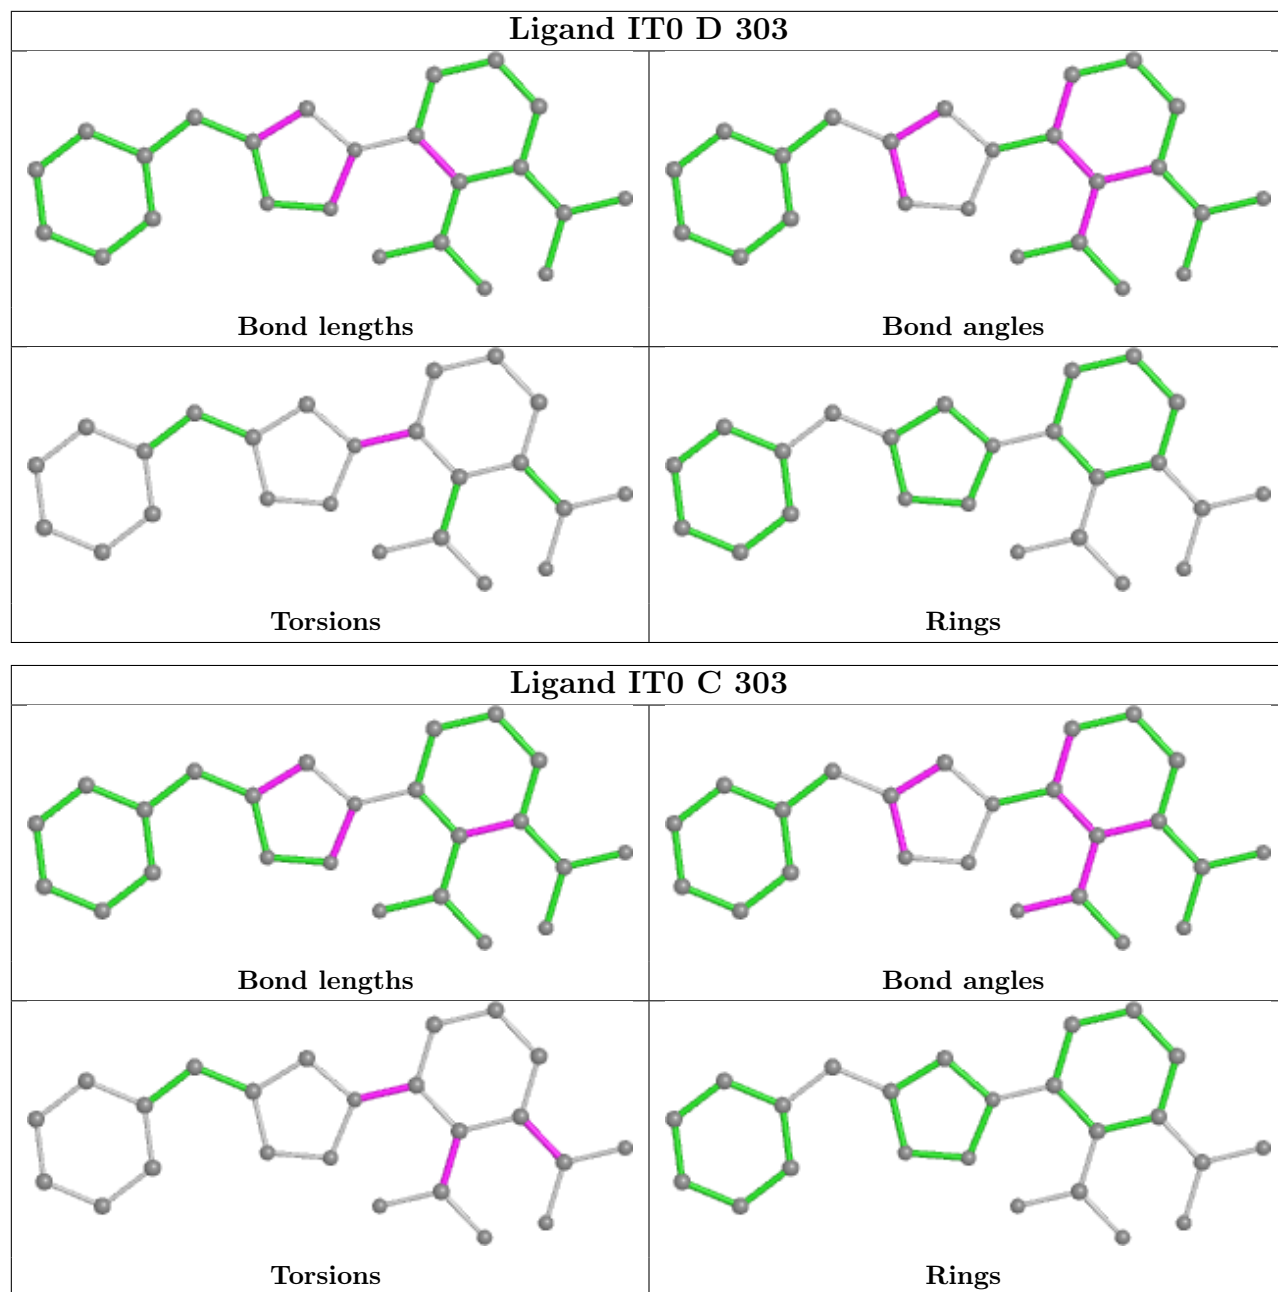 Ligand IT0 D 303
Bond lengths
Bond angles
Torsions
Rings
Ligand IT0 C 303
Bond lengths
Bond angles
Torsions
Rings